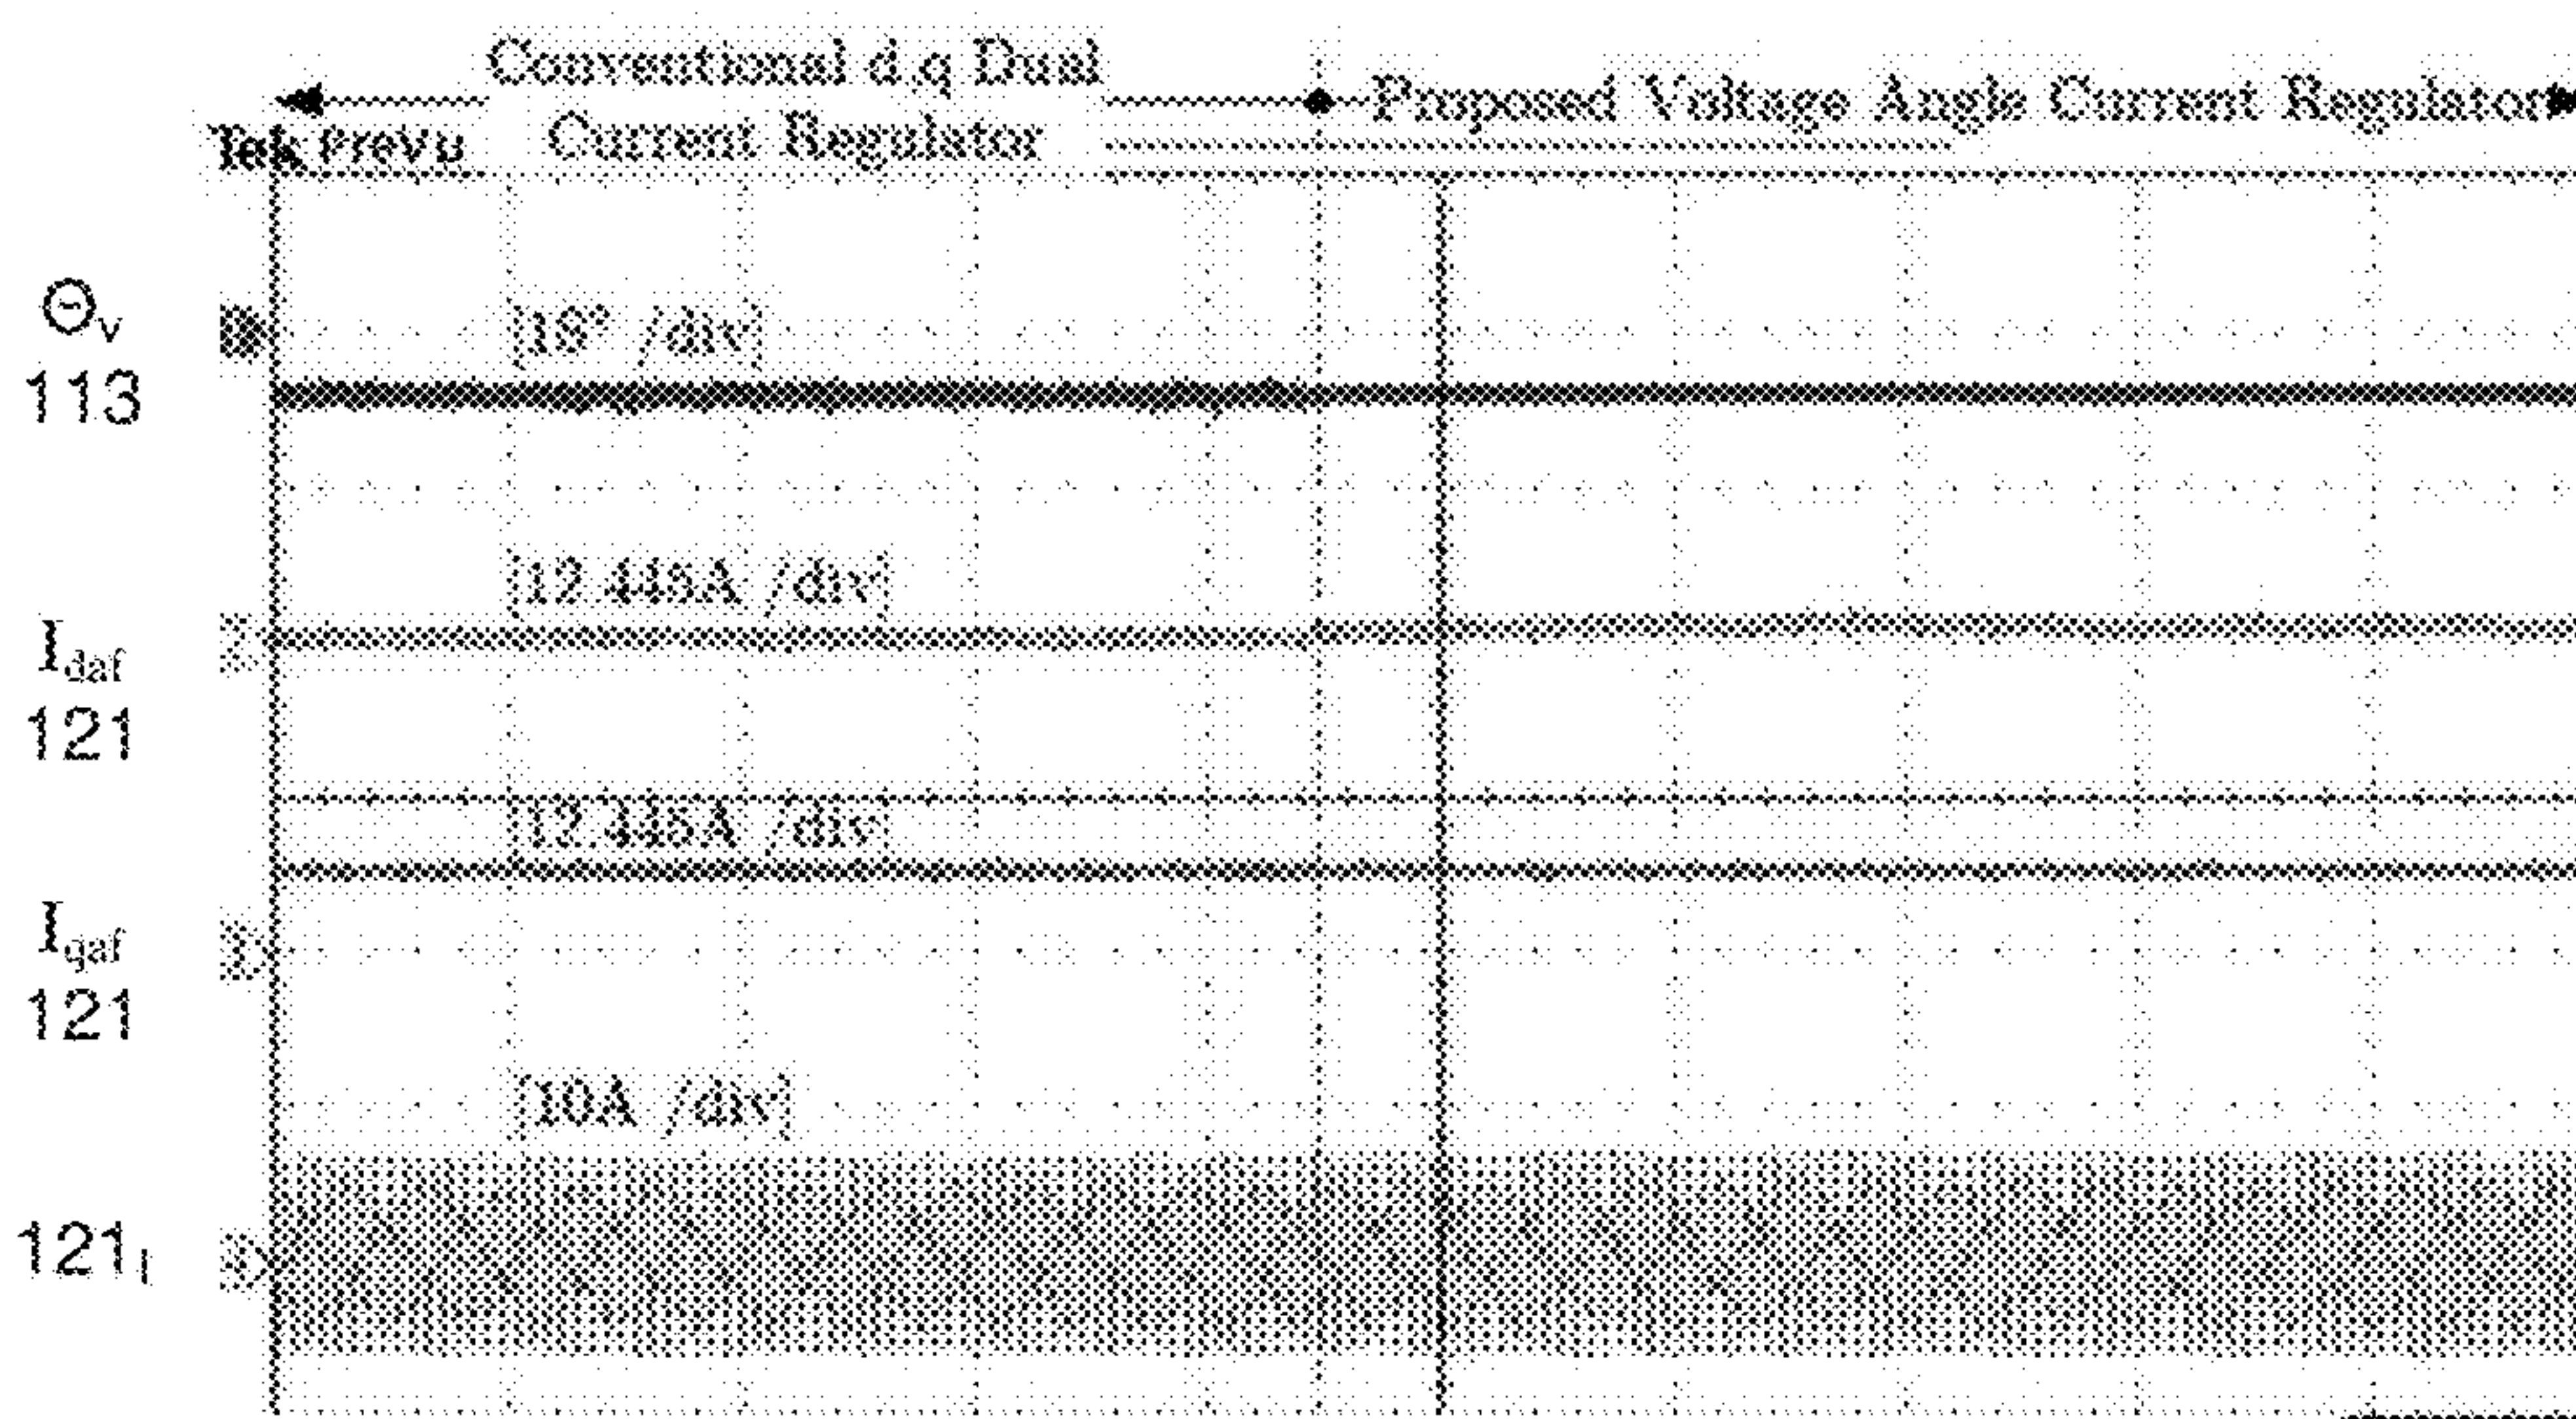 Conventional d.q Dual
Current Regulator
Proposed Voltage Angle Current Regulator
Tek PreVu
Θv
113
[18° /div]
[12.445A /div]
Idaf
121
[12.445A /div]
Iqaf
121
[10A /div]
121I